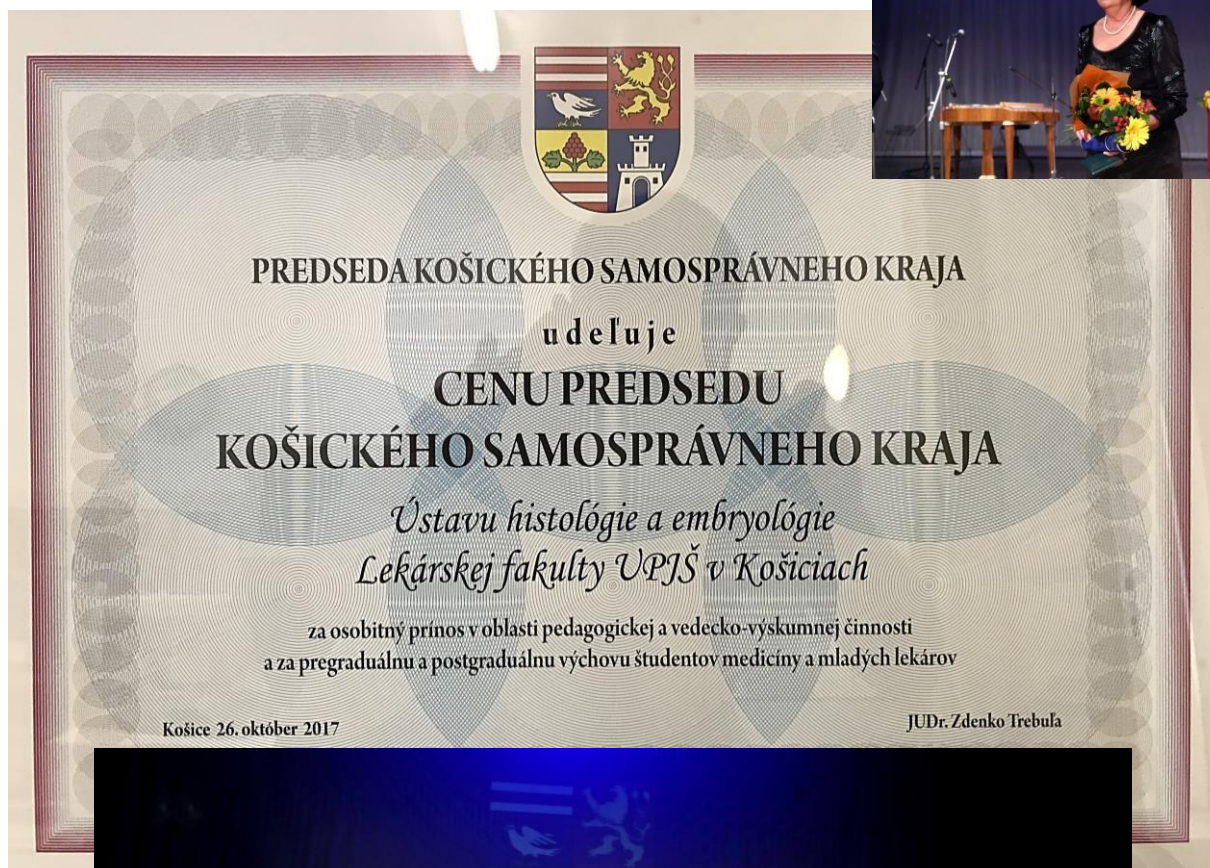 PREDSEDA KOŠICKÉHO SAMOSPRÁVNEHO KRAJA
udeľuje
CENU PREDSEDU
KOŠICKÉHO SAMOSPRÁVNEHO KRAJA
Ústavu histológie a embryológie
Lekárskej fakulty UPJŠ v Košiciach
za osobitný prínos v oblasti pedagogickej a vedecko-výskumnej činnosti
a za pregraduálnu a postgraduálnu výchovu študentov medicíny a mladých lekárov
Košice 26. október 2017
JUDr. Zdenko Trebuľa